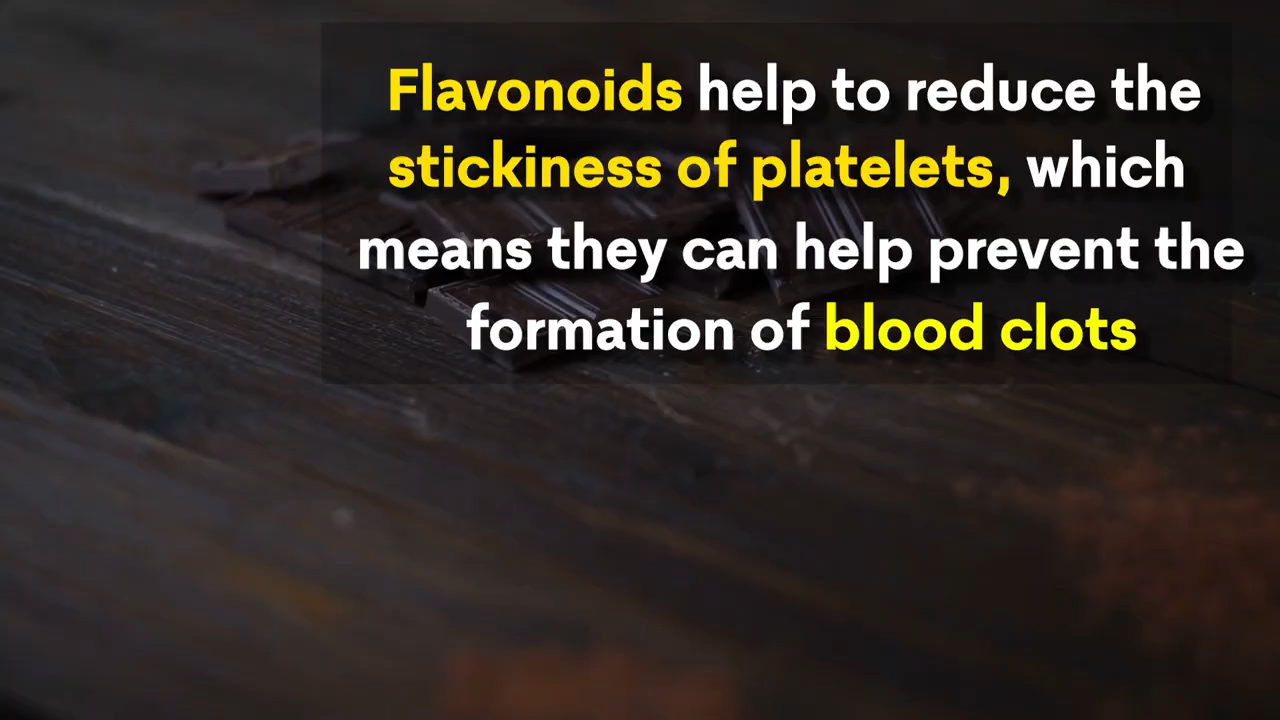 Flavonoids help to reduce the
stickiness of platelets, which
means they can help prevent the
formation of blood clots